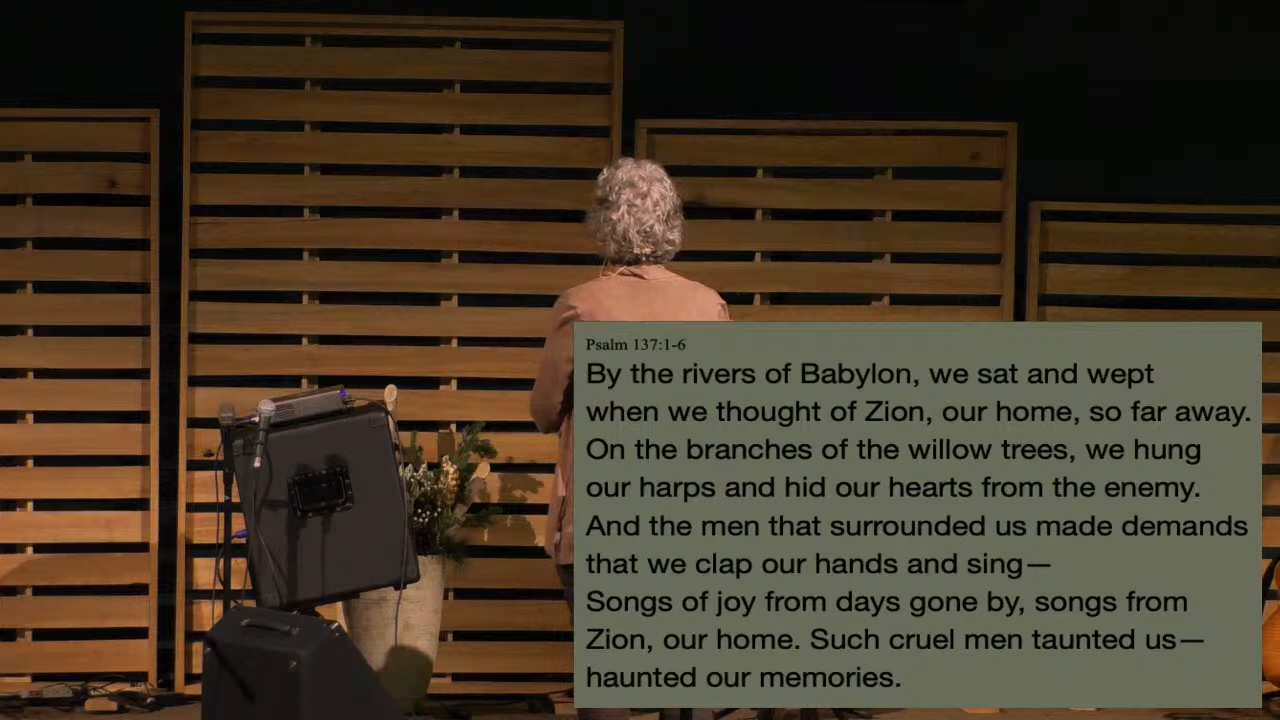 Psalm 137:1-6
By the rivers of Babylon, we sat and wept
when we thought of Zion, our home, so far away.
On the branches of the willow trees, we hung
our harps and hid our hearts from the enemy.
And the men that surrounded us made demands
that we clap our hands and sing—
Songs of joy from days gone by, songs from
Zion, our home. Such cruel men taunted us—
haunted our memories.